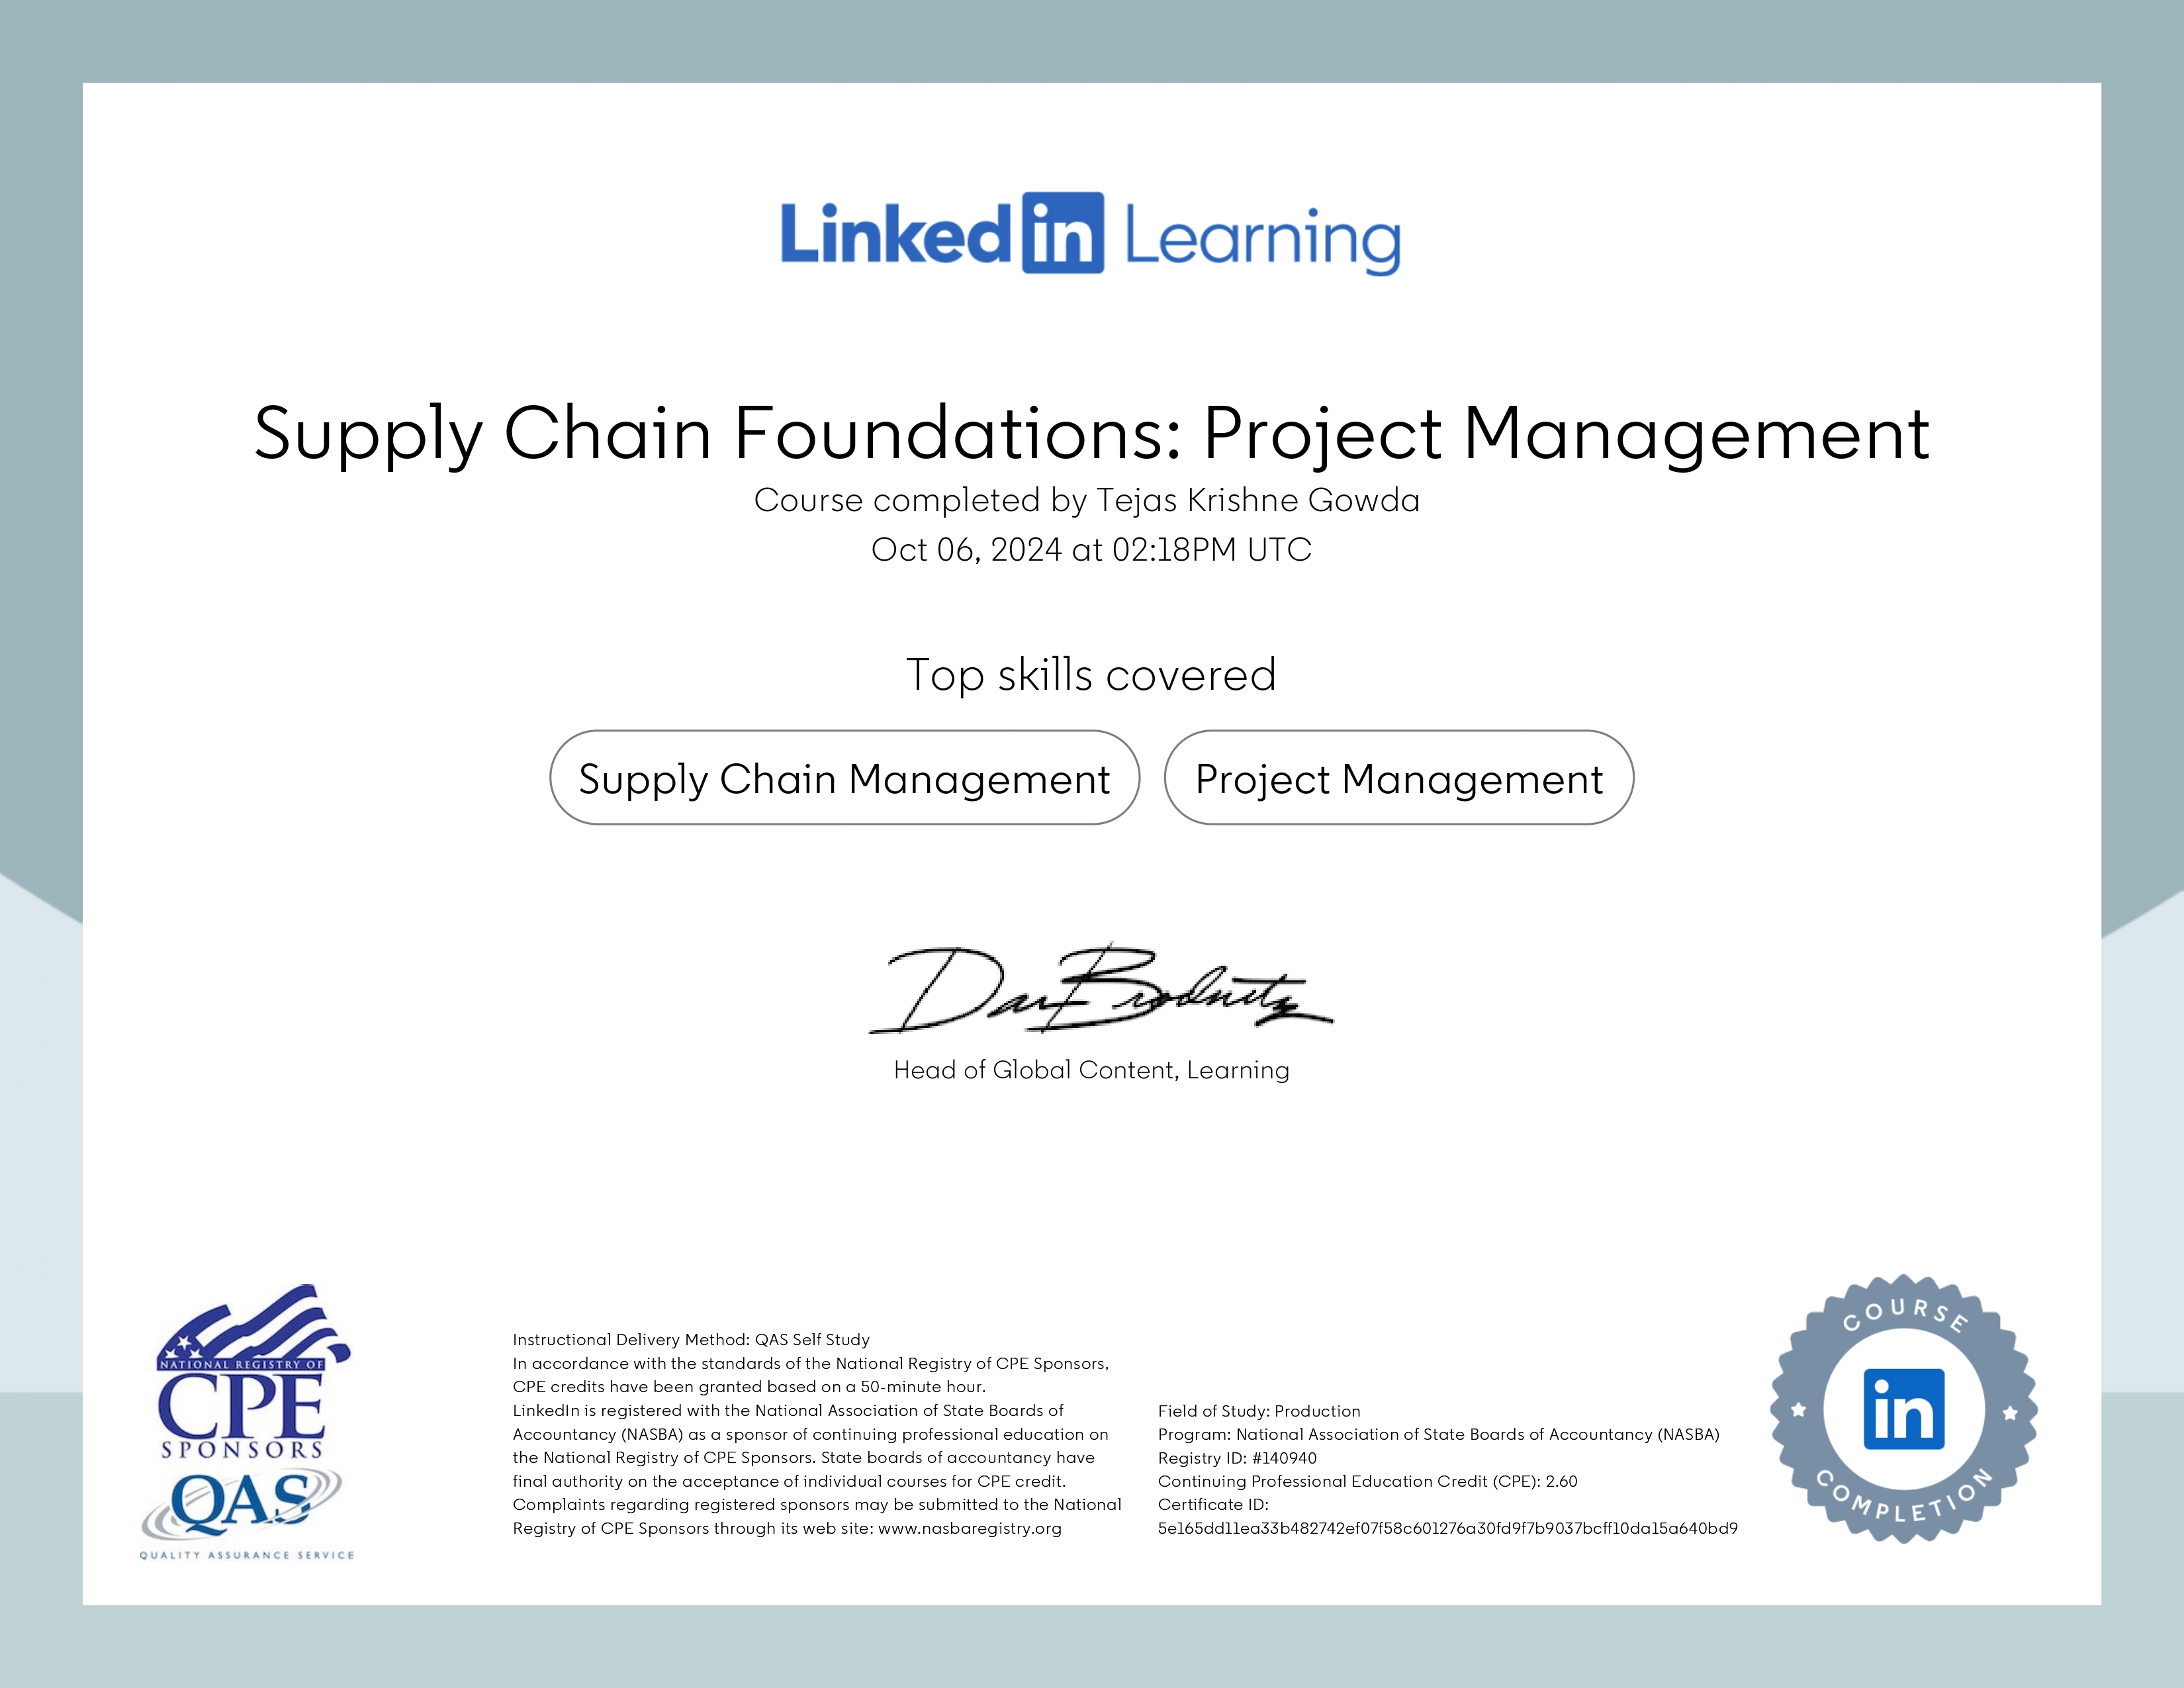 Linked in Learning
Supply Chain Foundations: Project Management
Course completed by Tejas Krishne Gowda
Oct 06, 2024 at 02:18PM UTC
Top skills covered
Supply Chain Management
Project Management
Head of Global Content, Learning
NATIONAL REGISTRY OF
CPE
SPONSORS
QAS
QUALITY ASSURANCE SERVICE
Instructional Delivery Method: QAS Self Study
In accordance with the standards of the National Registry of CPE Sponsors,
CPE credits have been granted based on a 50-minute hour.
LinkedIn is registered with the National Association of State Boards of
Accountancy (NASBA) as a sponsor of continuing professional education on
the National Registry of CPE Sponsors. State boards of accountancy have
final authority on the acceptance of individual courses for CPE credit.
Complaints regarding registered sponsors may be submitted to the National
Registry of CPE Sponsors through its web site: www.nasbaregistry.org
Field of Study: Production
Program: National Association of State Boards of Accountancy (NASBA)
Registry ID: #140940
Continuing Professional Education Credit (CPE): 2.60
Certificate ID:
5e165dd11ea33b482742ef07f58c601276a30fd9f7b9037bcff10da15a640bd9
COURSE
in
COMPLETION